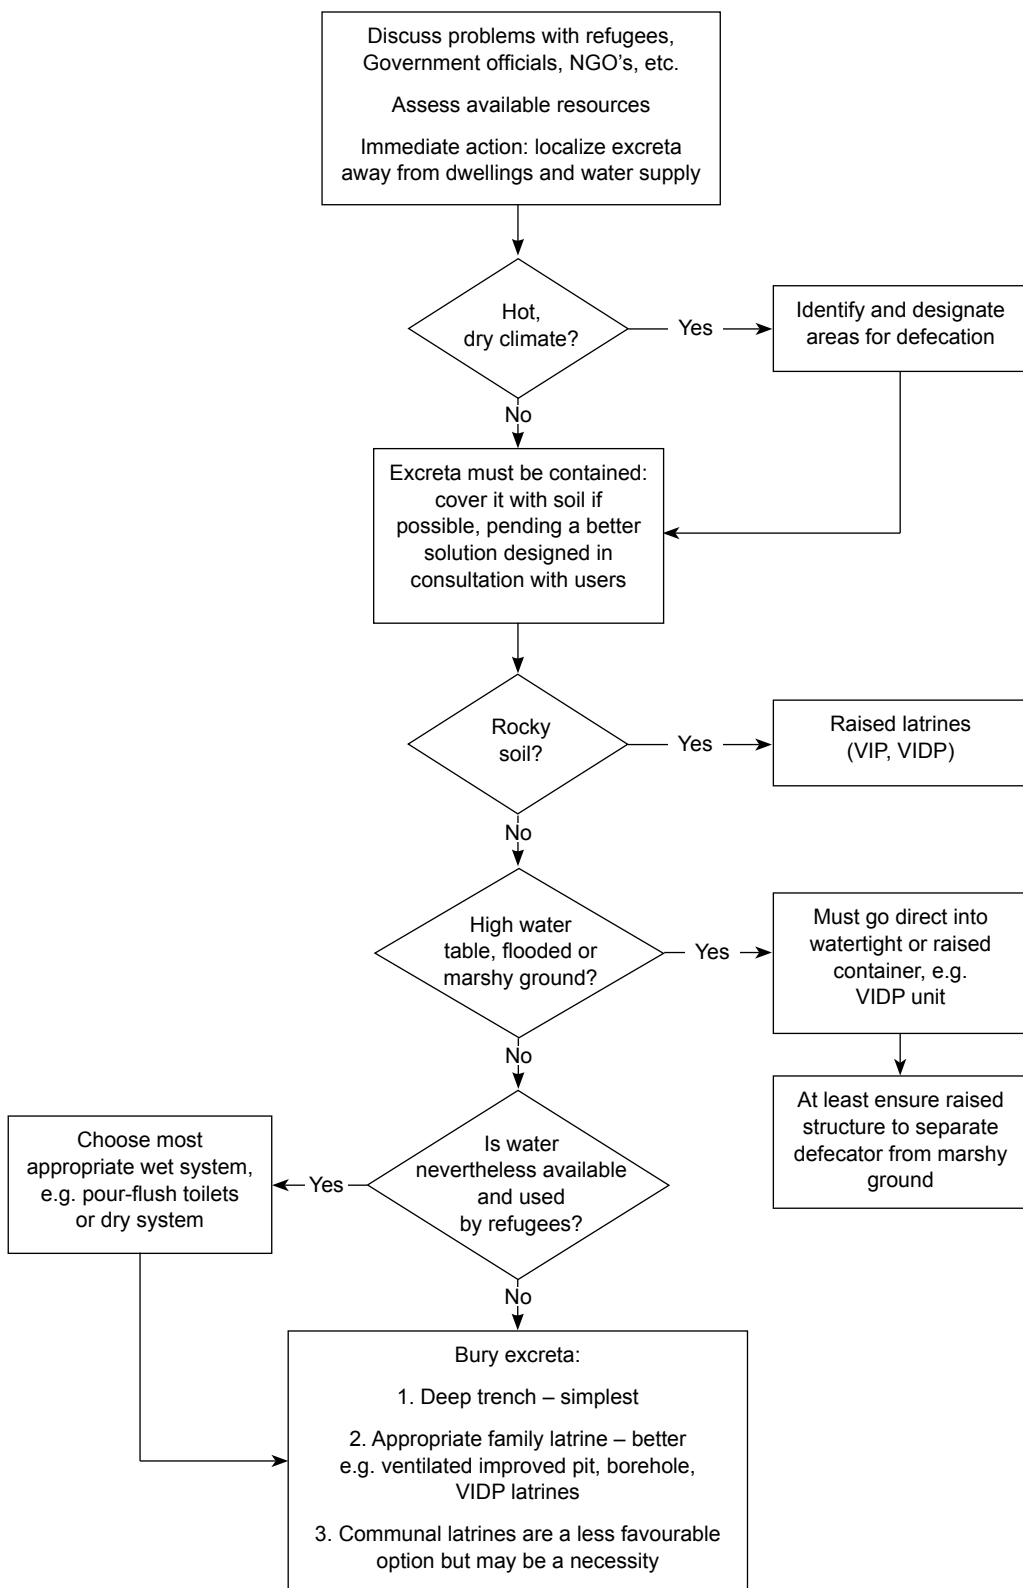 Discuss problems with refugees,
Government officials, NGO’s, etc.
Assess available resources
Immediate action: localize excreta
away from dwellings and water supply
Hot,
dry climate?
Yes
Identify and designate
areas for defecation
No
Excreta must be contained:
cover it with soil if
possible, pending a better
solution designed in
consultation with users
Rocky
soil?
Yes
Raised latrines
(VIP, VIDP)
No
High water
table, flooded or
marshy ground?
Yes
Must go direct into
watertight or raised
container, e.g.
VIDP unit
At least ensure raised
structure to separate
defecator from marshy
ground
No
Is water
nevertheless available
and used
by refugees?
Yes
Choose most
appropriate wet system,
e.g. pour-flush toilets
or dry system
No
Bury excreta:
1. Deep trench – simplest
2. Appropriate family latrine – better
e.g. ventilated improved pit, borehole,
VIDP latrines
3. Communal latrines are a less favourable
option but may be a necessity